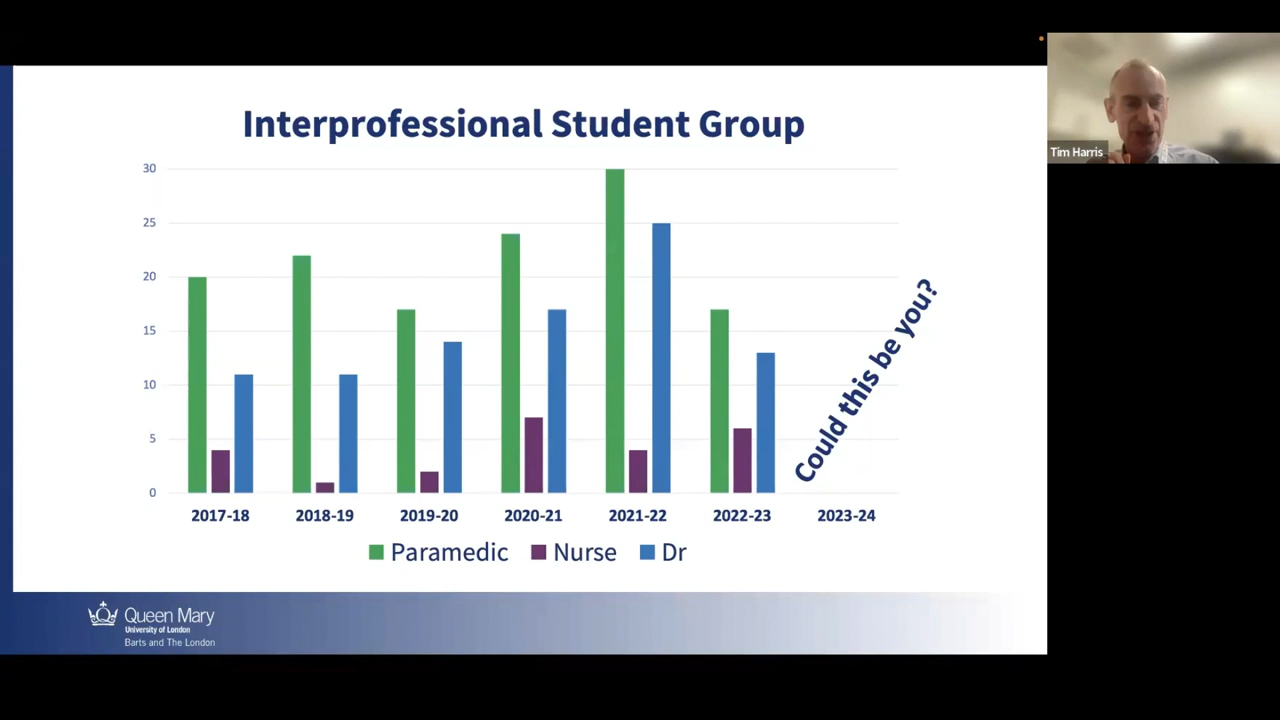 Interprofessional Student Group
30
25
20
15
10
5
0
2017-18 2018-19 2019-20 2020-21 2021-22 2022-23 2023-24
Could this be you?
Paramedic Nurse Dr
Queen Mary
University of London
Barts and The London
Tim Harris